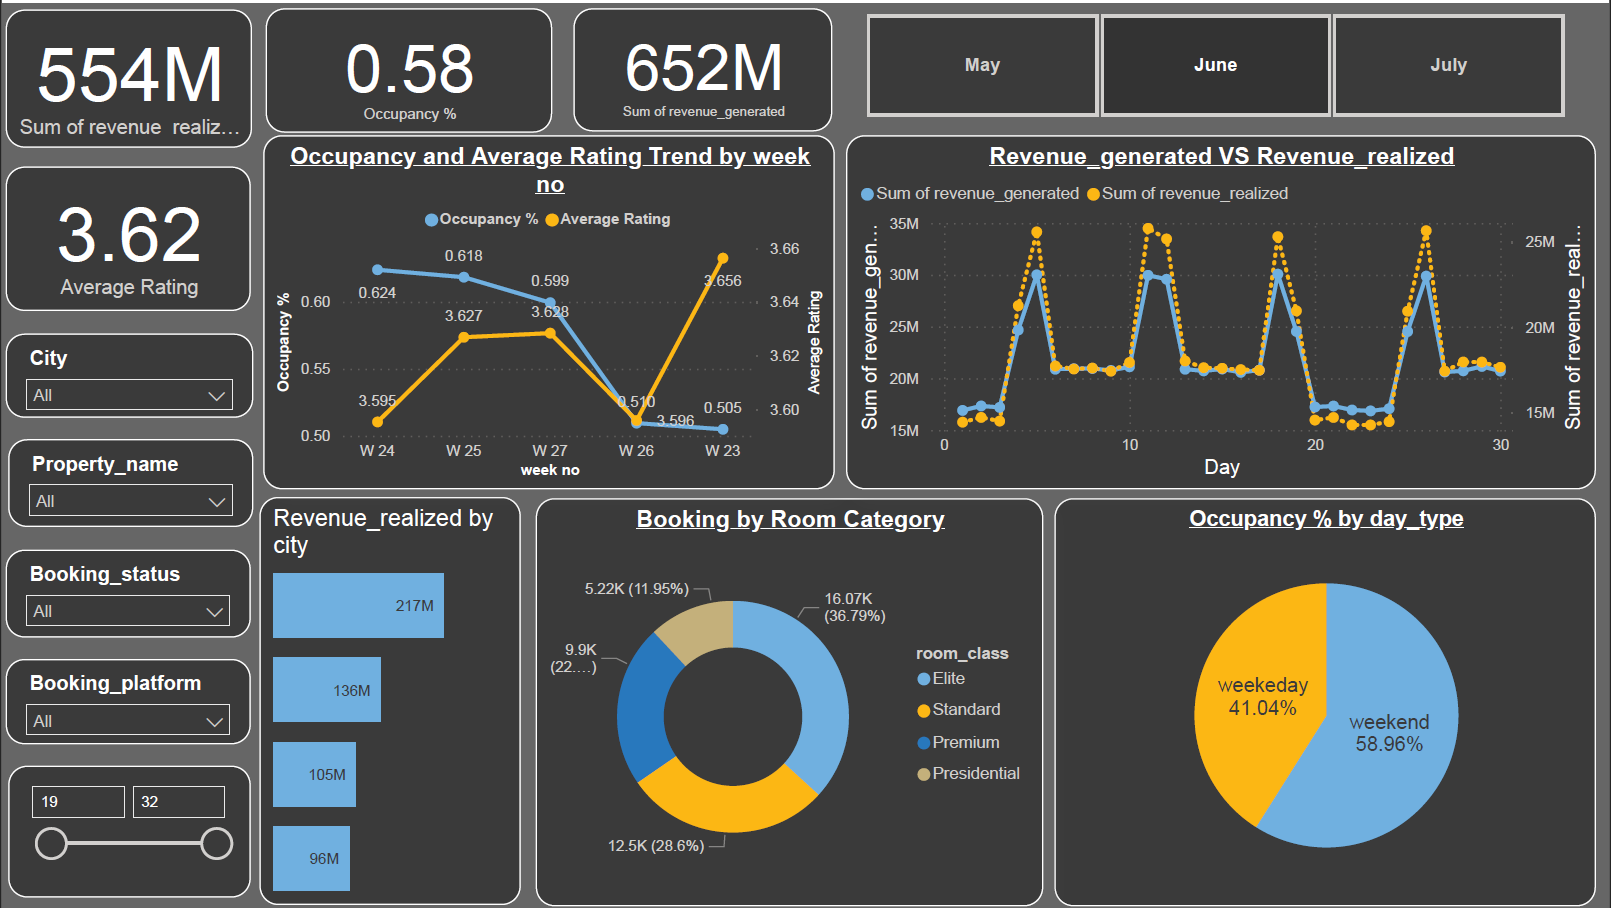 554M
Sum of revenue_realiz...
0.58
Occupancy %
652M
Sum of revenue_generated
May
June
July
3.62
Average Rating
City
All
Property_name
All
Booking_status
All
Booking_platform
All
19
32
Occupancy and Average Rating Trend by week
no
Occupancy %
Average Rating
Occupancy %
0.60
0.55
0.50
0.624
0.618
0.599
0.510
0.505
3.595
3.627
3.628
3.596
3.656
3.66
3.64
3.62
3.60
Average Rating
W 24
W 25
W 27
W 26
W 23
week no
Revenue_generated VS Revenue_realized
Sum of revenue_generated
Sum of revenue_realized
Sum of revenue_gen...
35M
30M
25M
20M
15M
25M
20M
15M
Sum of revenue_real...
0
10
20
30
Day
Revenue_realized by
city
217M
136M
105M
96M
Booking by Room Category
5.22K (11.95%)
16.07K
(36.79%)
9.9K
(22....)
12.5K (28.6%)
room_class
Elite
Standard
Premium
Presidential
Occupancy % by day_type
weekeday
41.04%
weekend
58.96%